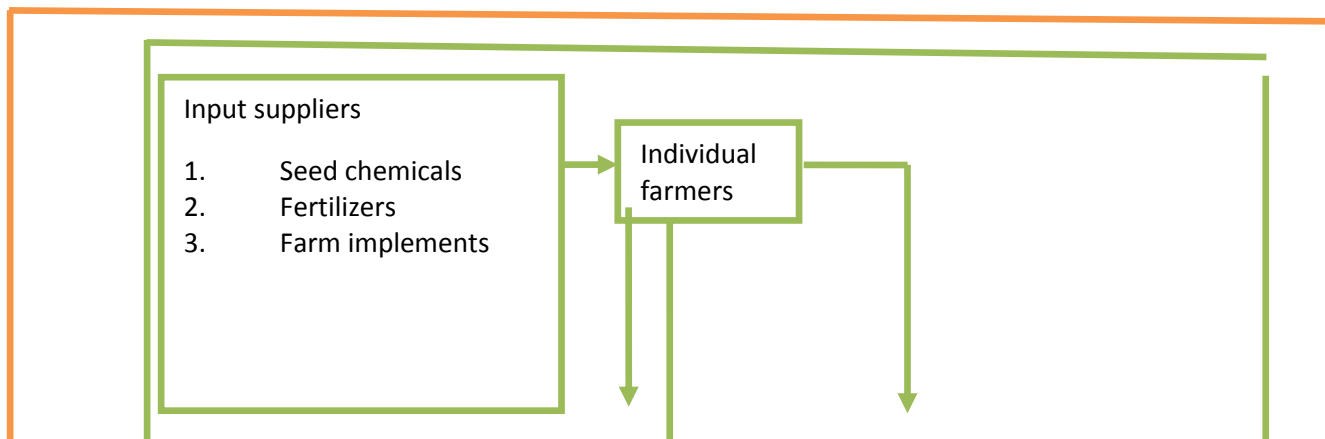 Input suppliers
1. Seed chemicals
2. Fertilizers
3. Farm implements
Individual
farmers